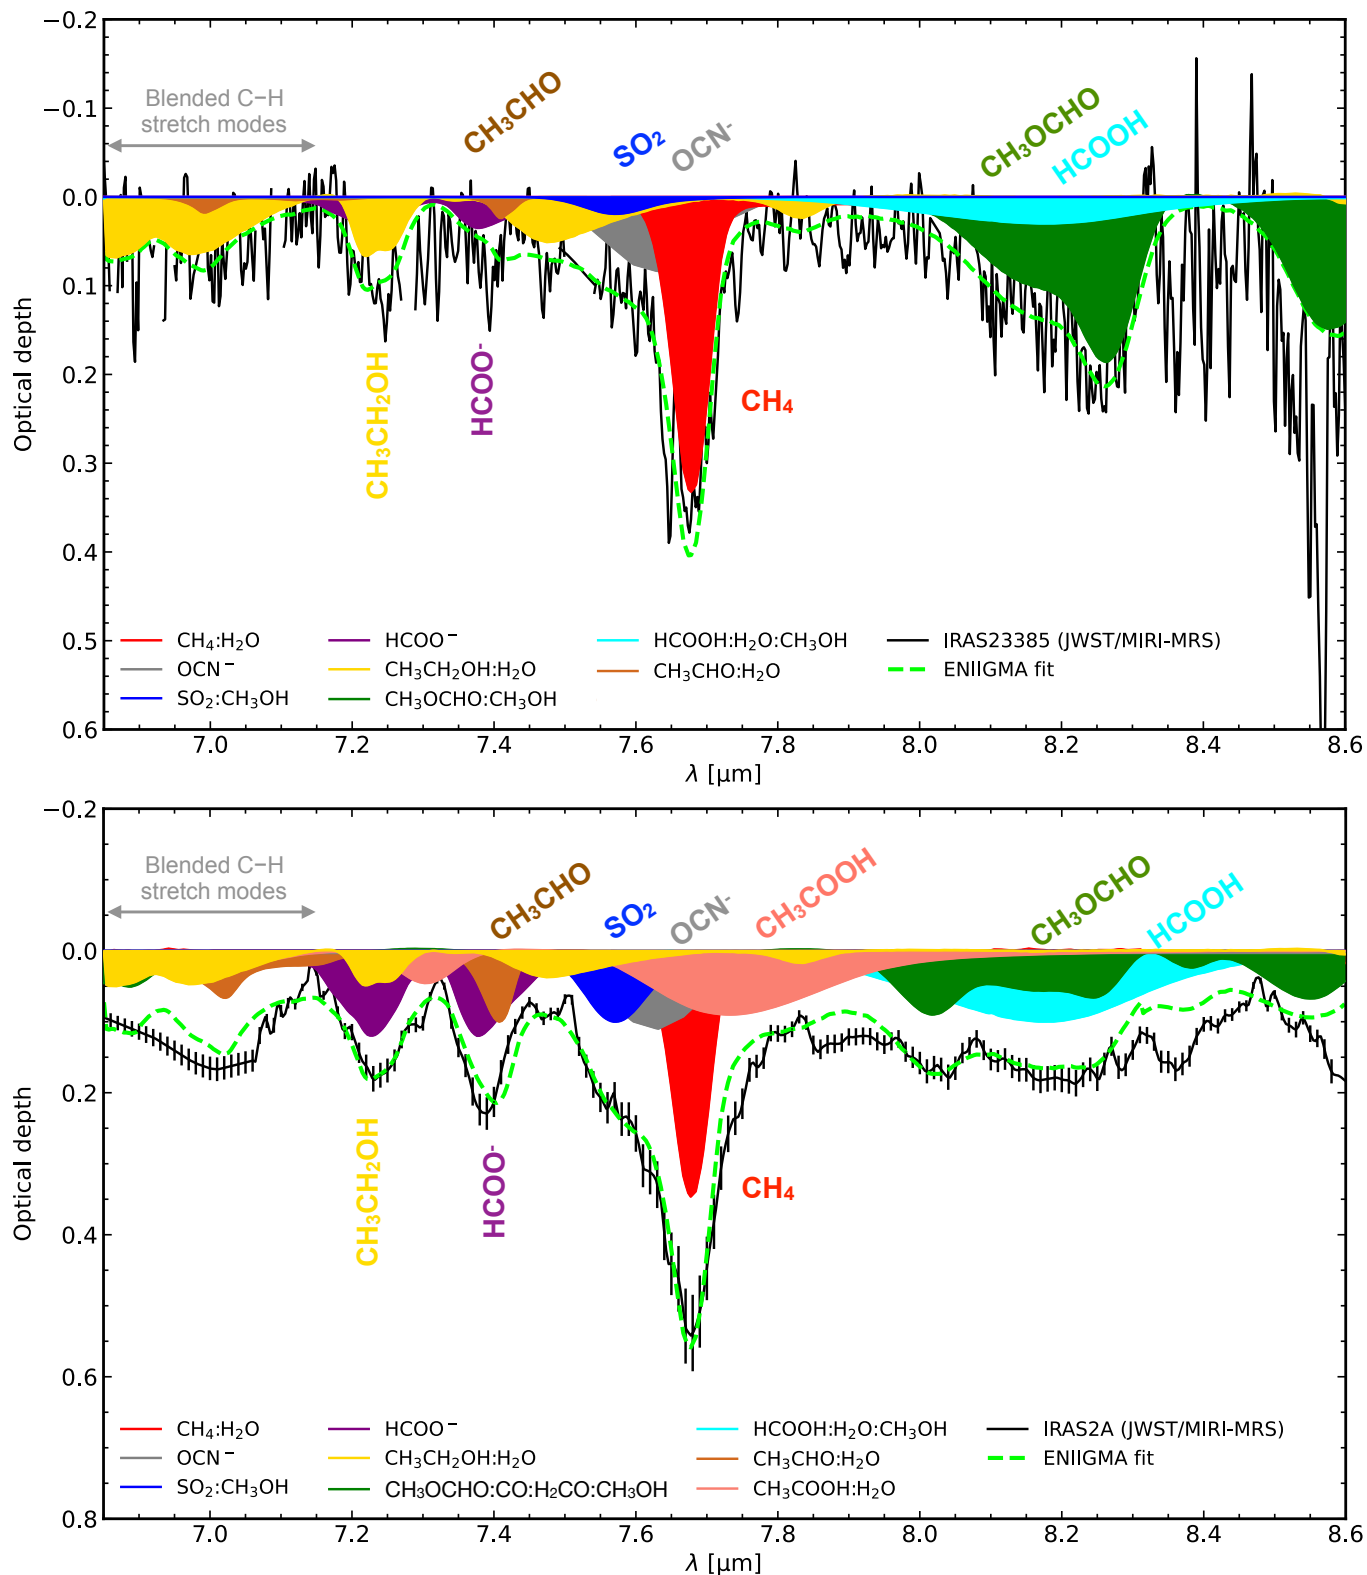 −0.2
−0.1
0.0
0.1
0.2
0.3
0.4
0.5
0.6
Optical depth
Blended C−H
stretch modes
CH₃CHO
SO₂
OCN⁻
CH₃OCHO
HCOOH
CH₃CH₂OH
HCOO⁻
CH₄
CH₄:H₂O
OCN⁻
SO₂:CH₃OH
HCOO⁻
CH₃CH₂OH:H₂O
CH₃OCHO:CH₃OH
HCOOH:H₂O:CH₃OH
CH₃CHO:H₂O
IRAS23385 (JWST/MIRI-MRS)
ENIIGMA fit
7.0 7.2 7.4 7.6 7.8 8.0 8.2 8.4 8.6
λ [μm]
−0.2
0.0
0.2
0.4
0.6
0.8
Optical depth
Blended C−H
stretch modes
CH₃CHO
SO₂
OCN⁻
CH₃COOH
CH₃OCHO
HCOOH
CH₃CH₂OH
HCOO⁻
CH₄
CH₄:H₂O
OCN⁻
SO₂:CH₃OH
HCOO⁻
CH₃CH₂OH:H₂O
CH₃OCHO:CO:H₂CO:CH₃OH
HCOOH:H₂O:CH₃OH
CH₃CHO:H₂O
CH₃COOH:H₂O
IRAS2A (JWST/MIRI-MRS)
ENIIGMA fit
7.0 7.2 7.4 7.6 7.8 8.0 8.2 8.4 8.6
λ [μm]